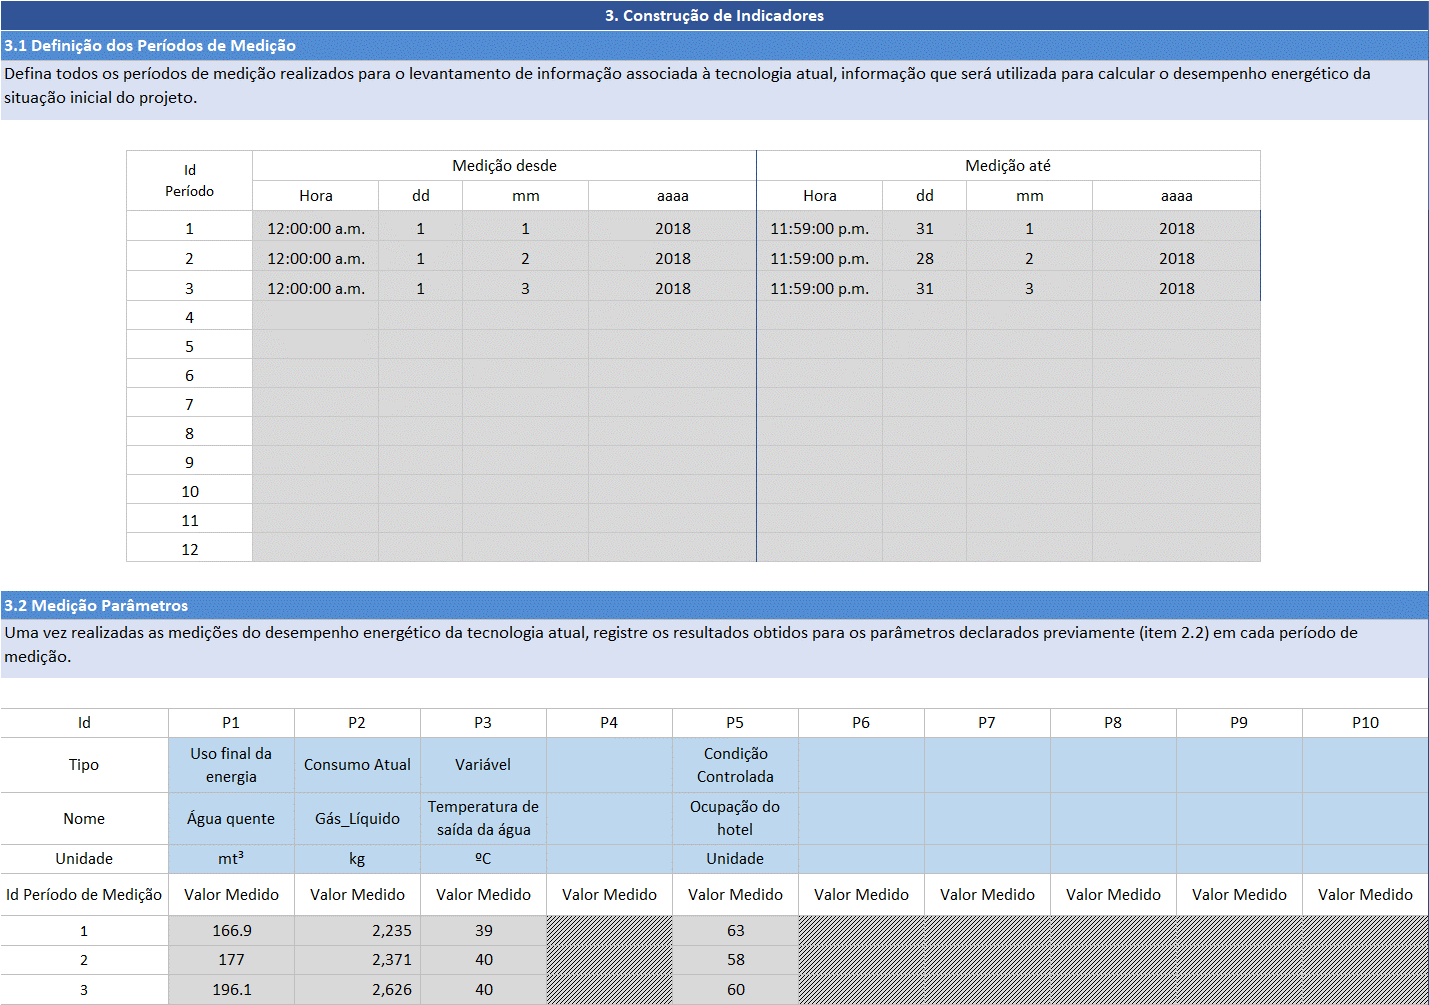 3. Construção de Indicadores
3.1 Definição dos Períodos de Medição
Defina todos os períodos de medição realizados para o levantamento de informação associada à tecnologia atual, informação que será utilizada para calcular o desempenho energético da
situação inicial do projeto.
Id Período Medição desde Medição até
Hora dd mm aaaa Hora dd mm aaaa
1 12:00:00 a.m. 1 1 2018 11:59:00 p.m. 31 1 2018
2 12:00:00 a.m. 1 2 2018 11:59:00 p.m. 28 2 2018
3 12:00:00 a.m. 1 3 2018 11:59:00 p.m. 31 3 2018
4
5
6
7
8
9
10
11
12
3.2 Medição Parâmetros
Uma vez realizadas as medições do desempenho energético da tecnologia atual, registre os resultados obtidos para os parâmetros declarados previamente (item 2.2) em cada período de
medição.
Id P1 P2 P3 P4 P5 P6 P7 P8 P9 P10
Tipo Uso final da energia Consumo Atual Variável Condição Controlada
Nome Água quente Gás_Líquido Temperatura de saída da água Ocupação do hotel
Unidade mt³ kg ºC Unidade
Id Período de Medição Valor Medido Valor Medido Valor Medido Valor Medido Valor Medido Valor Medido Valor Medido Valor Medido Valor Medido Valor Medido
1 166.9 2,235 39 63
2 177 2,371 40 58
3 196.1 2,626 40 60